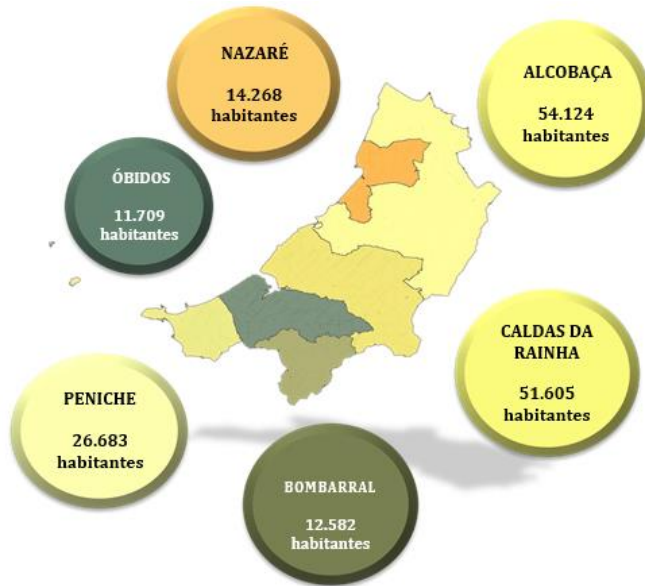 NAZARÉ
14.268
habitantes
ALCOBAÇA
54.124
habitantes
ÓBIDOS
11.709
habitantes
CALDAS DA
RAINHA
51.605
habitantes
PENICHE
26.683
habitantes
BOMBARRAL
12.582
habitantes